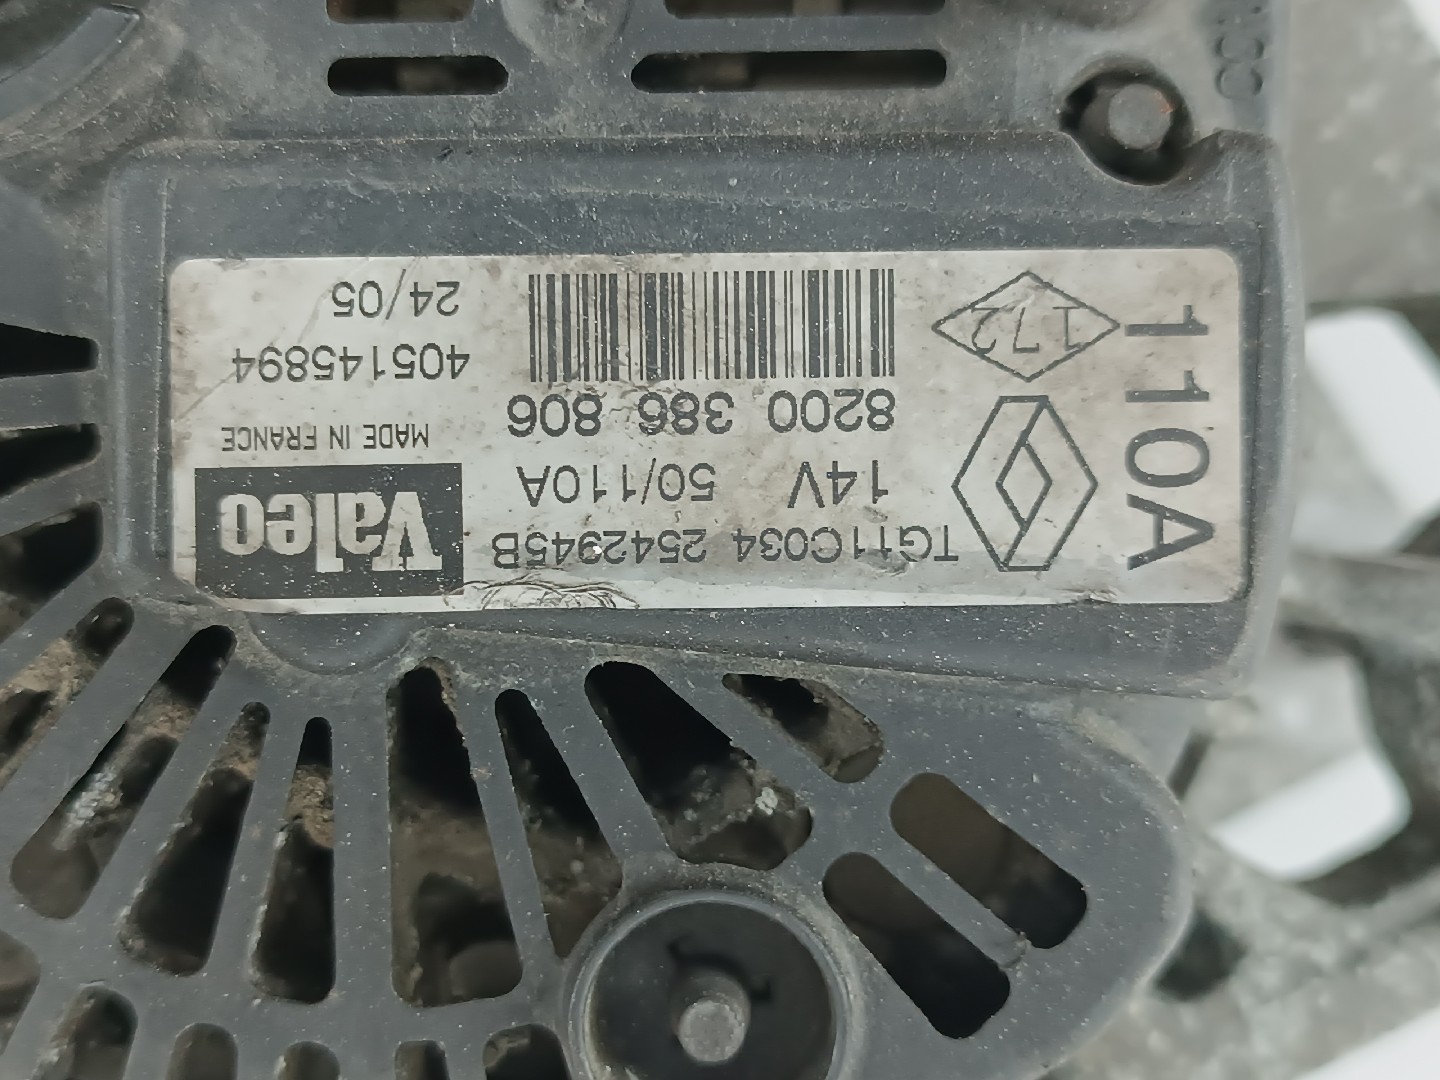 110A
172
TG11C034 2542945B
14V 50/110A
8200 386 806
Valeo
MADE IN FRANCE
405145894
24/05